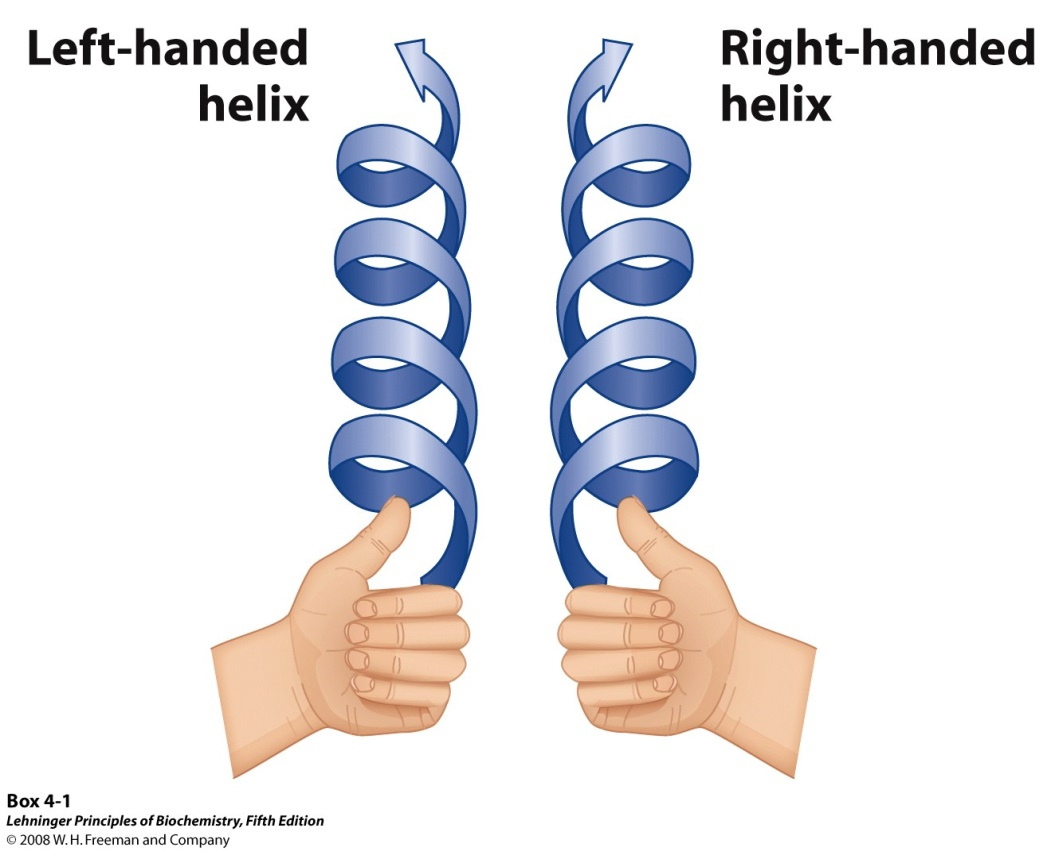 Left-handed
helix
Right-handed
helix
Box 4-1
Lehninger Principles of Biochemistry, Fifth Edition
© 2008 W. H. Freeman and Company